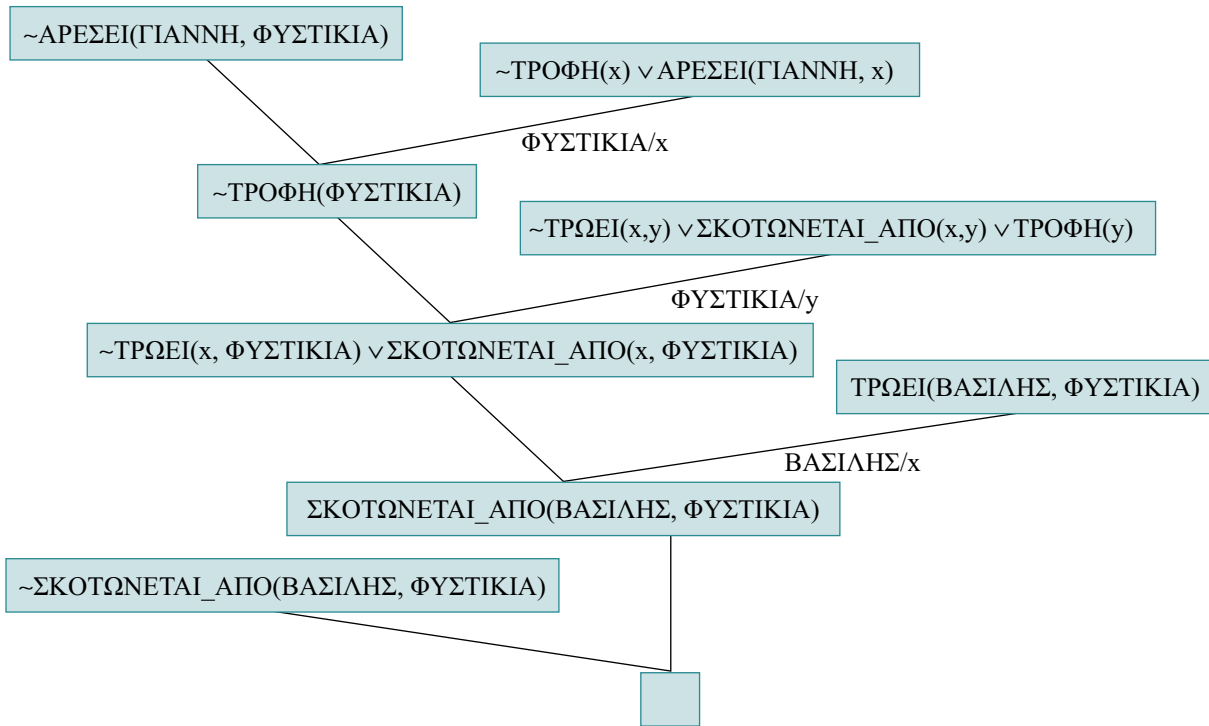 ~ΑΡΕΣΕΙ(ΓΙΑΝΝΗ, ΦΥΣΤΙΚΙΑ)
~ΤΡΟΦΗ(x) ∨ ΑΡΕΣΕΙ(ΓΙΑΝΝΗ, x)
ΦΥΣΤΙΚΙΑ/x
~ΤΡΟΦΗ(ΦΥΣΤΙΚΙΑ)
~ΤΡΩΕΙ(x,y) ∨ ΣΚΟΤΩΝΕΤΑΙ_ΑΠΟ(x,y) ∨ ΤΡΟΦΗ(y)
ΦΥΣΤΙΚΙΑ/y
~ΤΡΩΕΙ(x, ΦΥΣΤΙΚΙΑ) ∨ ΣΚΟΤΩΝΕΤΑΙ_ΑΠΟ(x, ΦΥΣΤΙΚΙΑ)
ΤΡΩΕΙ(ΒΑΣΙΛΗΣ, ΦΥΣΤΙΚΙΑ)
ΒΑΣΙΛΗΣ/x
ΣΚΟΤΩΝΕΤΑΙ_ΑΠΟ(ΒΑΣΙΛΗΣ, ΦΥΣΤΙΚΙΑ)
~ΣΚΟΤΩΝΕΤΑΙ_ΑΠΟ(ΒΑΣΙΛΗΣ, ΦΥΣΤΙΚΙΑ)